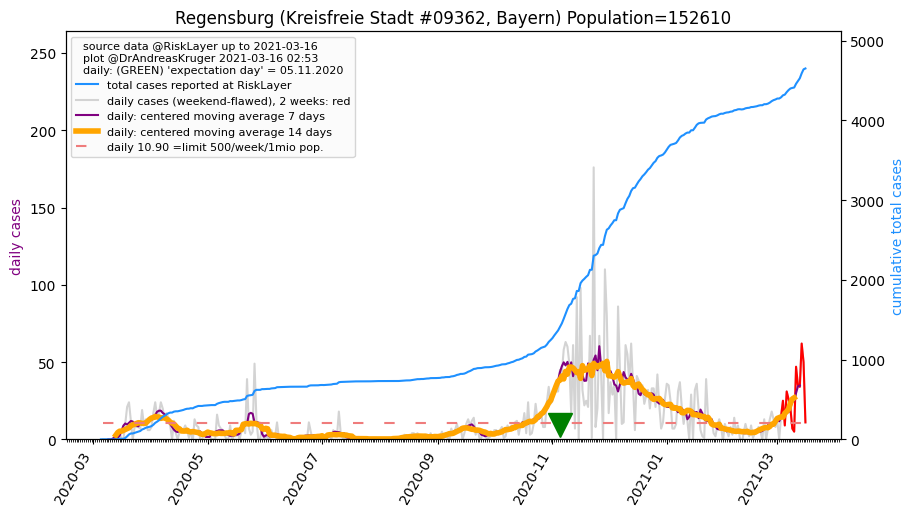 Regensburg (Kreisfreie Stadt #09362, Bayern) Population=152610
source data @RiskLayer up to 2021-03-16
plot @DrAndreasKruger 2021-03-16 02:53
daily: (GREEN) 'expectation day' = 05.11.2020
total cases reported at RiskLayer
daily cases (weekend-flawed), 2 weeks: red
daily: centered moving average 7 days
daily: centered moving average 14 days
daily 10.90 =limit 500/week/1mio pop.
daily cases
250
200
150
100
50
0
cumulative total cases
5000
4000
3000
2000
1000
0
2020-03
2020-05
2020-07
2020-09
2020-11
2021-01
2021-03